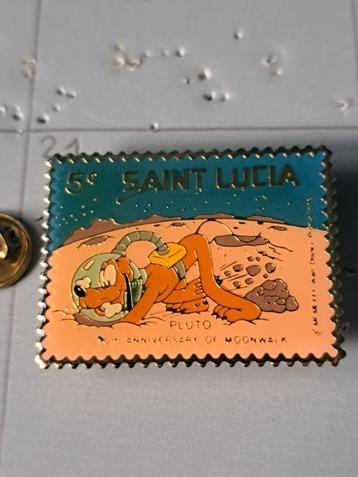 21
5¢ SAINT LUCIA
PLUTO
10TH ANNIVERSARY OF MOONWALK